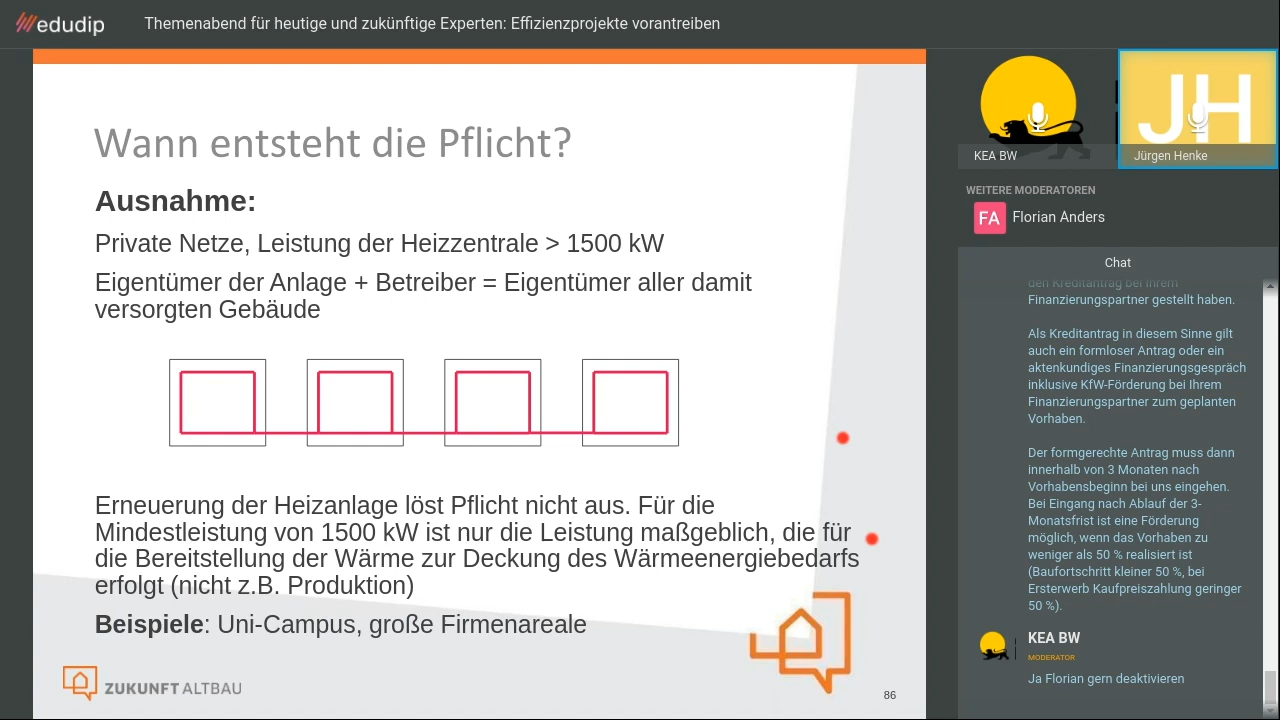 edudip
Themenabend für heutige und zukünftige Experten: Effizienzprojekte vorantreiben
Wann entsteht die Pflicht?
Ausnahme:
Private Netze, Leistung der Heizzentrale > 1500 kW
Eigentümer der Anlage + Betreiber = Eigentümer aller damit
versorgten Gebäude
Erneuerung der Heizanlage löst Pflicht nicht aus. Für die
Mindestleistung von 1500 kW ist nur die Leistung maßgeblich, die für
die Bereitstellung der Wärme zur Deckung des Wärmeenergiebedarfs
erfolgt (nicht z.B. Produktion)
Beispiele: Uni-Campus, große Firmenareale
ZUKUNFT ALTBAU
86
JH
KEA BW
Jürgen Henke
WEITERE MODERATOREN
FA
Florian Anders
Chat
den Kreditantrag bei Ihrem
Finanzierungspartner gestellt haben.
Als Kreditantrag in diesem Sinne gilt
auch ein formloser Antrag oder ein
aktenkundiges Finanzierungsgespräch
inklusive KfW-Förderung bei Ihrem
Finanzierungspartner zum geplanten
Vorhaben.
Der formgerechte Antrag muss dann
innerhalb von 3 Monaten nach
Vorhabensbeginn bei uns eingehen.
Bei Eingang nach Ablauf der 3-
Monatsfrist ist eine Förderung
möglich, wenn das Vorhaben zu
weniger als 50 % realisiert ist
(Baufortschritt kleiner 50 %, bei
Ersterwerb Kaufpreiszahlung geringer
50 %).
KEA BW
MODERATOR
Ja Florian gern deaktivieren